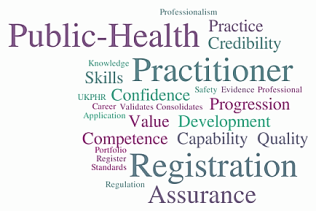 Professionalism
Public-Health Practice
Credibility
Knowledge
Skills Practitioner
UKPHR Confidence Safety Evidence Professional
Career Validates Consolidates Progression
Application
Value Development
Competence Capability Quality
Portfolio
Register
Standards Registration
Regulation
Assurance